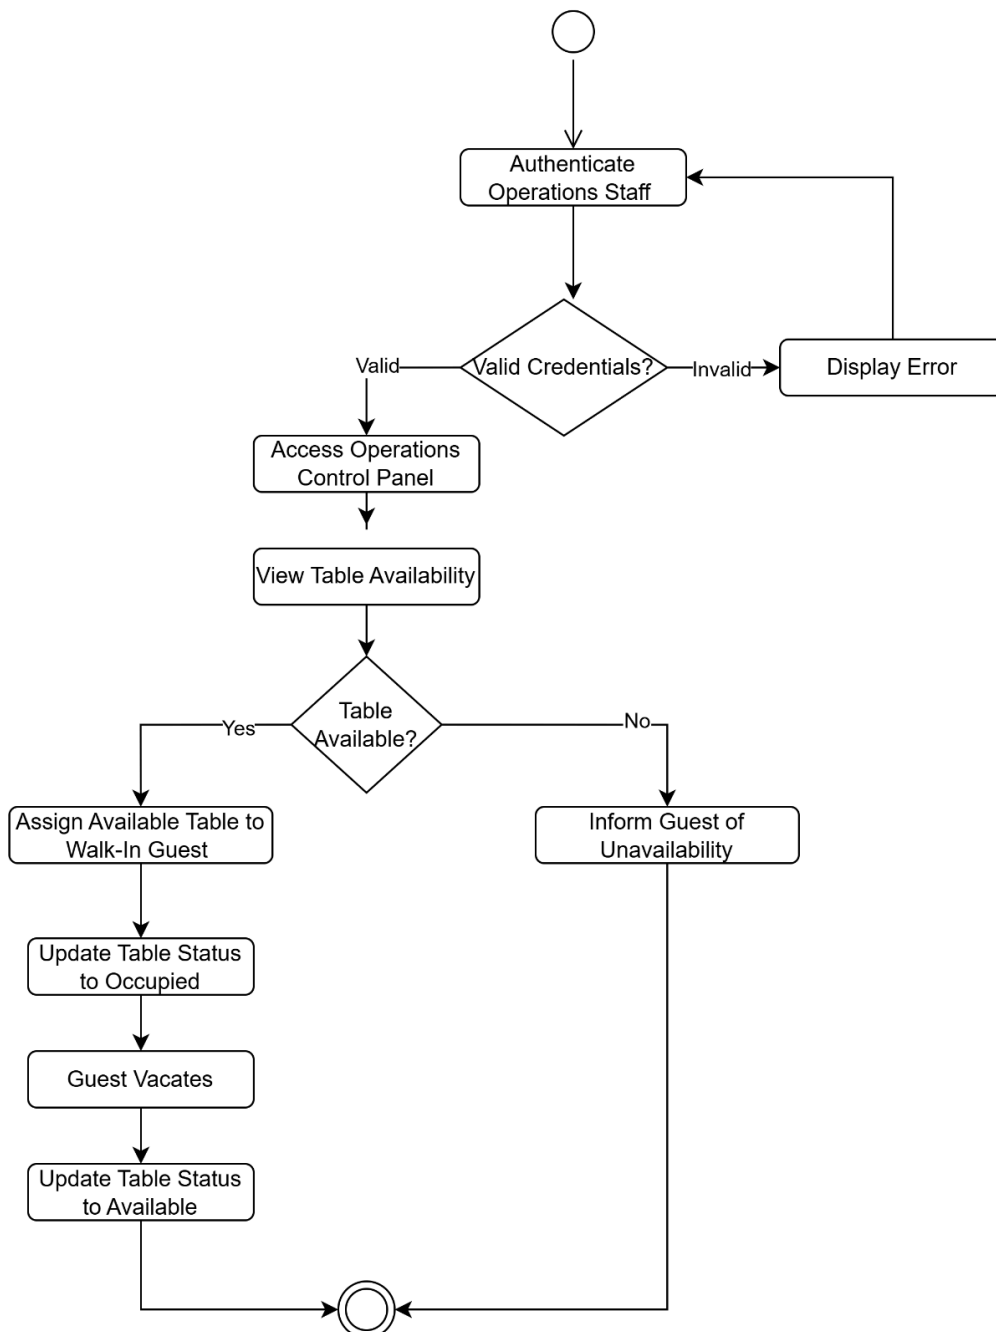 Authenticate
Operations Staff
Valid Credentials?
Valid
Invalid
Display Error
Access Operations
Control Panel
View Table Availability
Table
Available?
Yes
No
Assign Available Table to
Walk-In Guest
Inform Guest of
Unavailability
Update Table Status
to Occupied
Guest Vacates
Update Table Status
to Available